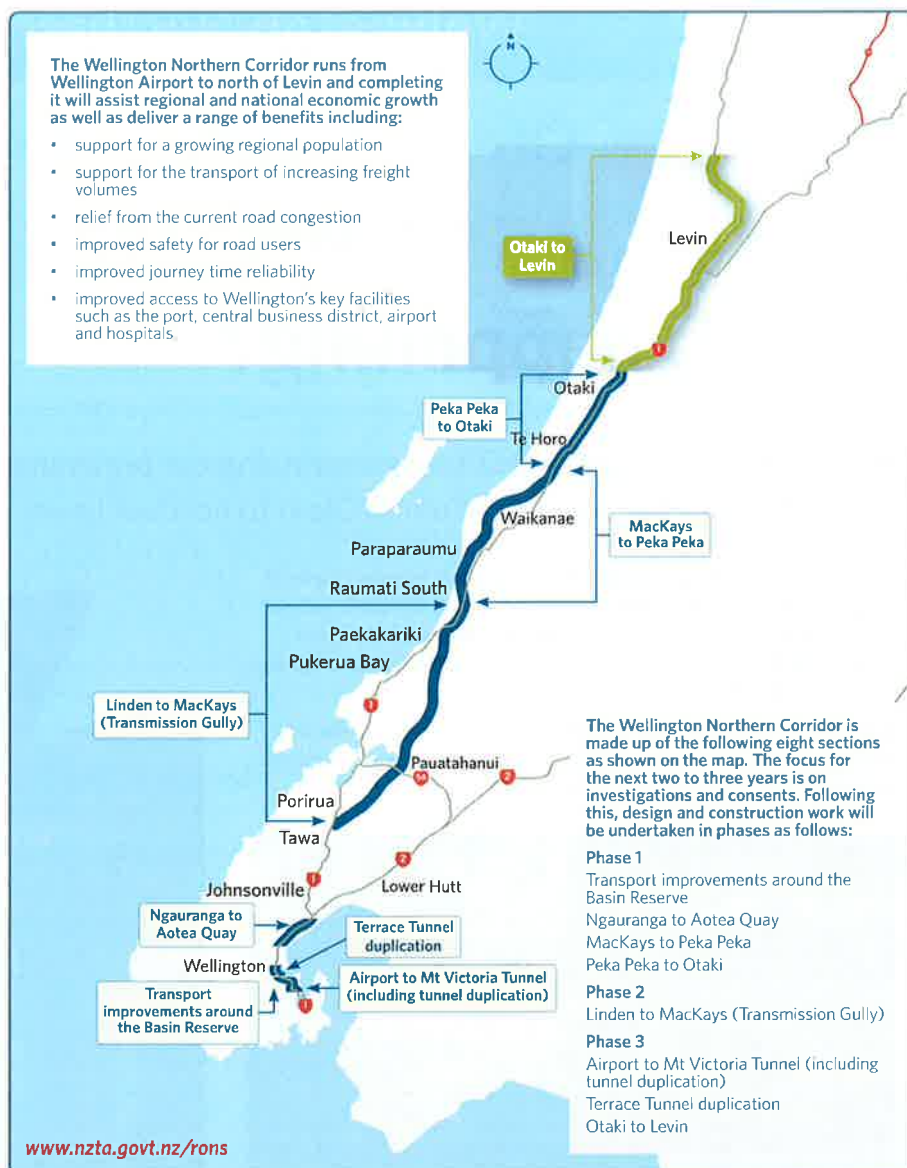 The Wellington Northern Corridor runs from
Wellington Airport to north of Levin and completing
it will assist regional and national economic growth
as well as deliver a range of benefits including:
• support for a growing regional population
• support for the transport of increasing freight
volumes
• relief from the current road congestion
• improved safety for road users
• improved journey time reliability
• improved access to Wellington's key facilities
such as the port, central business district, airport
and hospitals
N
Otaki to
Levin
Levin
1
Otaki
Peka Peka
to Otaki
Te Horo
Waikanae
MacKays
to Peka Peka
Paraparaumu
Raumati South
Paekakariki
Pukerua Bay
Linden to MacKays
(Transmission Gully)
1
Pauatahanui
58
2
Porirua
Tawa
2
Johnsonville
1
Lower Hutt
Ngauranga to
Aotea Quay
Terrace Tunnel
duplication
Wellington
Airport to Mt Victoria Tunnel
(including tunnel duplication)
1
Transport
improvements around
the Basin Reserve
The Wellington Northern Corridor is
made up of the following eight sections
as shown on the map. The focus for
the next two to three years is on
investigations and consents. Following
this, design and construction work will
be undertaken in phases as follows:
Phase 1
Transport improvements around the
Basin Reserve
Ngauranga to Aotea Quay
MacKays to Peka Peka
Peka Peka to Otaki
Phase 2
Linden to MacKays (Transmission Gully)
Phase 3
Airport to Mt Victoria Tunnel (including
tunnel duplication)
Terrace Tunnel duplication
Otaki to Levin
www.nzta.govt.nz/rons